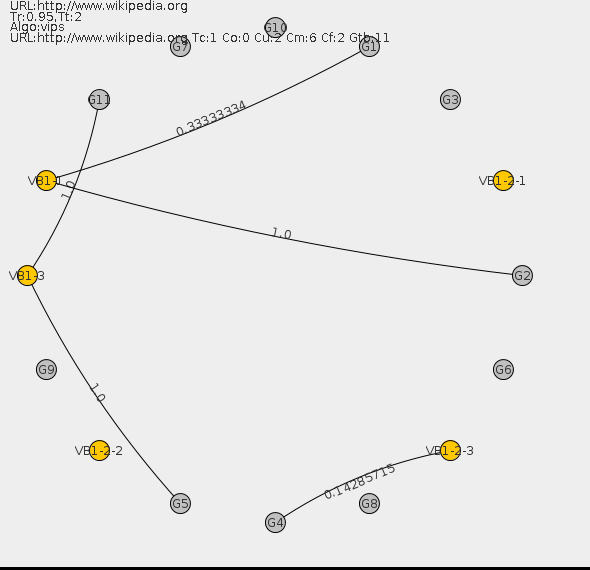 URL:http://www.wikipedia.org
Tr:0.95,Tt:2
Algo:vips
URL:http://www.wikipedia.org Tc:1 Co:0 Cu:2 Cm:6 Cf:2 Gtb:11
G10
G7
G1
G11
G3
0.33333334
VB1-1
1.0
VB1-2-1
1.0
VB1-3
G2
G9
G6
1.0
VB1-2-2
VB1-2-3
0.14285715
G5
G8
G4